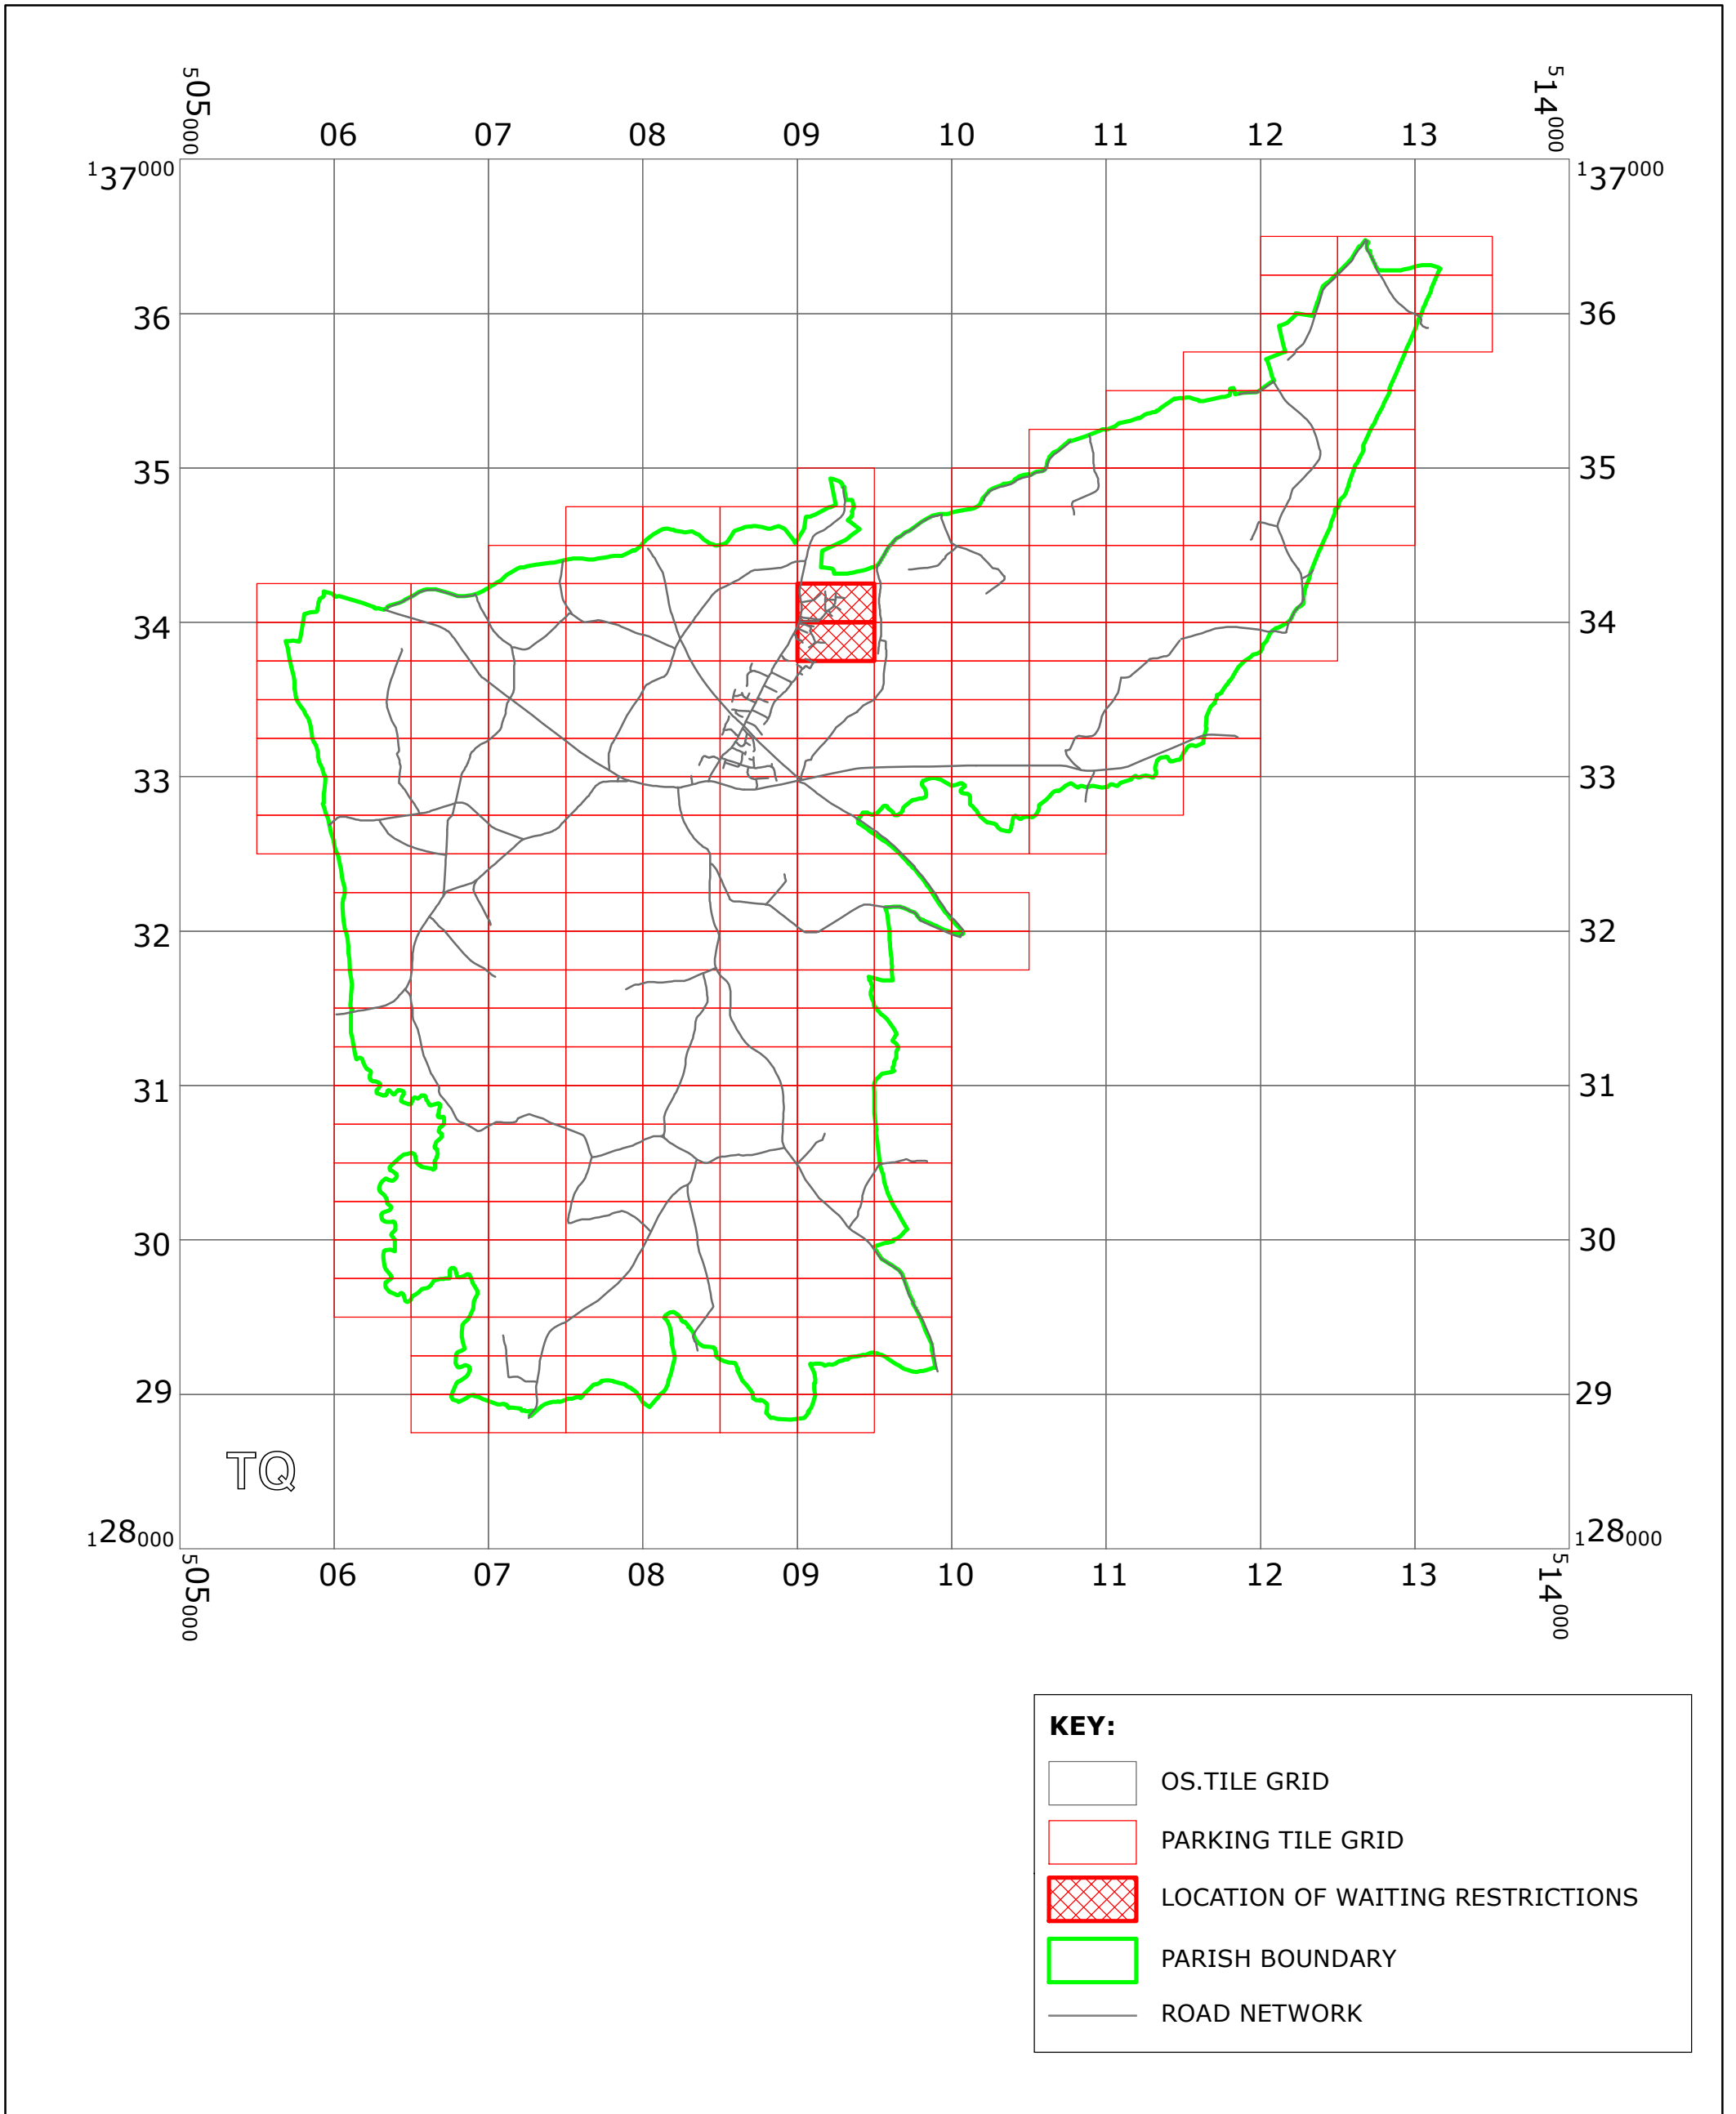 505000 514000
06 07 08 09 10 11 12 13
137000 137000
36 36
35 35
34 34
33 33
32 32
31 31
30 30
29 29
TQ
128000 128000
505000 514000
06 07 08 09 10 11 12 13
KEY:
OS.TILE GRID
PARKING TILE GRID
LOCATION OF WAITING RESTRICTIONS
PARISH BOUNDARY
ROAD NETWORK